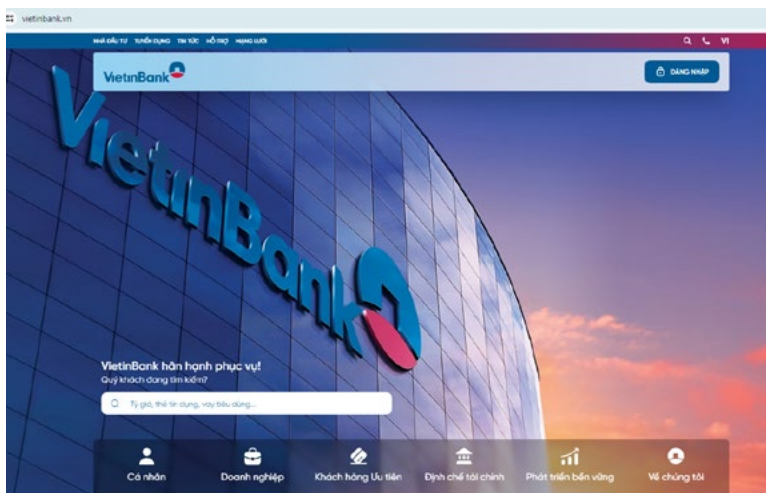 vietinbank.vn
NHÀ ĐẦU TƯ TUYỂN DỤNG TIN TỨC HỖ TRỢ MẠNG LƯỚI VI
VietinBank ĐĂNG NHẬP
VietinBank
VietinBank hân hạnh phục vụ!
Quý khách đang tìm kiếm?
Tỷ giá, thẻ tín dụng, vay tiêu dùng...
Cá nhân Doanh nghiệp Khách hàng Ưu tiên Định chế tài chính Phát triển bền vững Về chúng tôi